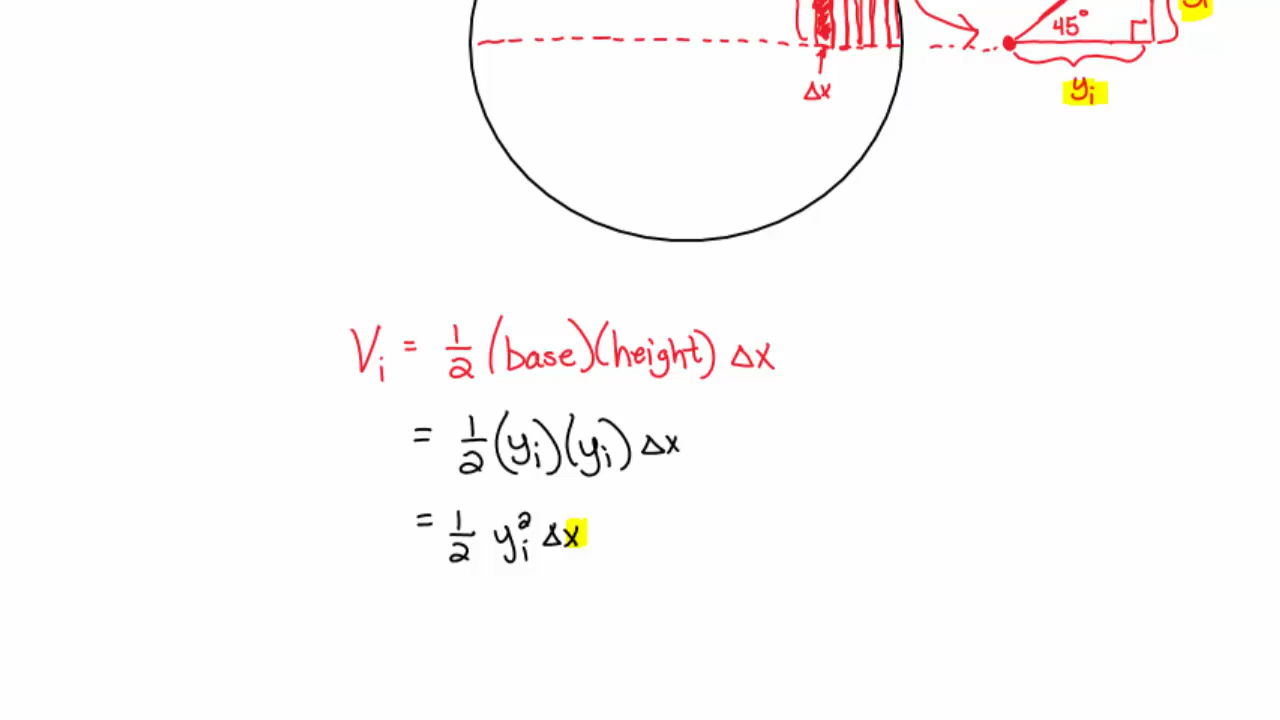 45°
Δx
yᵢ
Vᵢ = 1/2 (base)(height) Δx
= 1/2 (yᵢ)(yᵢ) Δx
= 1/2 yᵢ² Δx